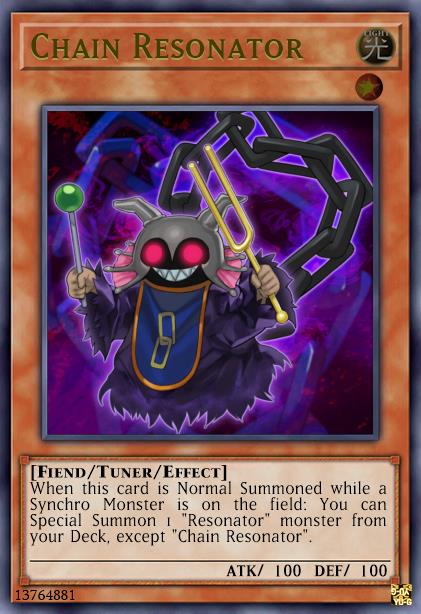 CHAIN RESONATOR
LIGHT
光
[FIEND/TUNER/EFFECT]
When this card is Normal Summoned while a
Synchro Monster is on the field: You can
Special Summon 1 "Resonator" monster from
your Deck, except "Chain Resonator".
ATK/ 100 DEF/ 100
13764881